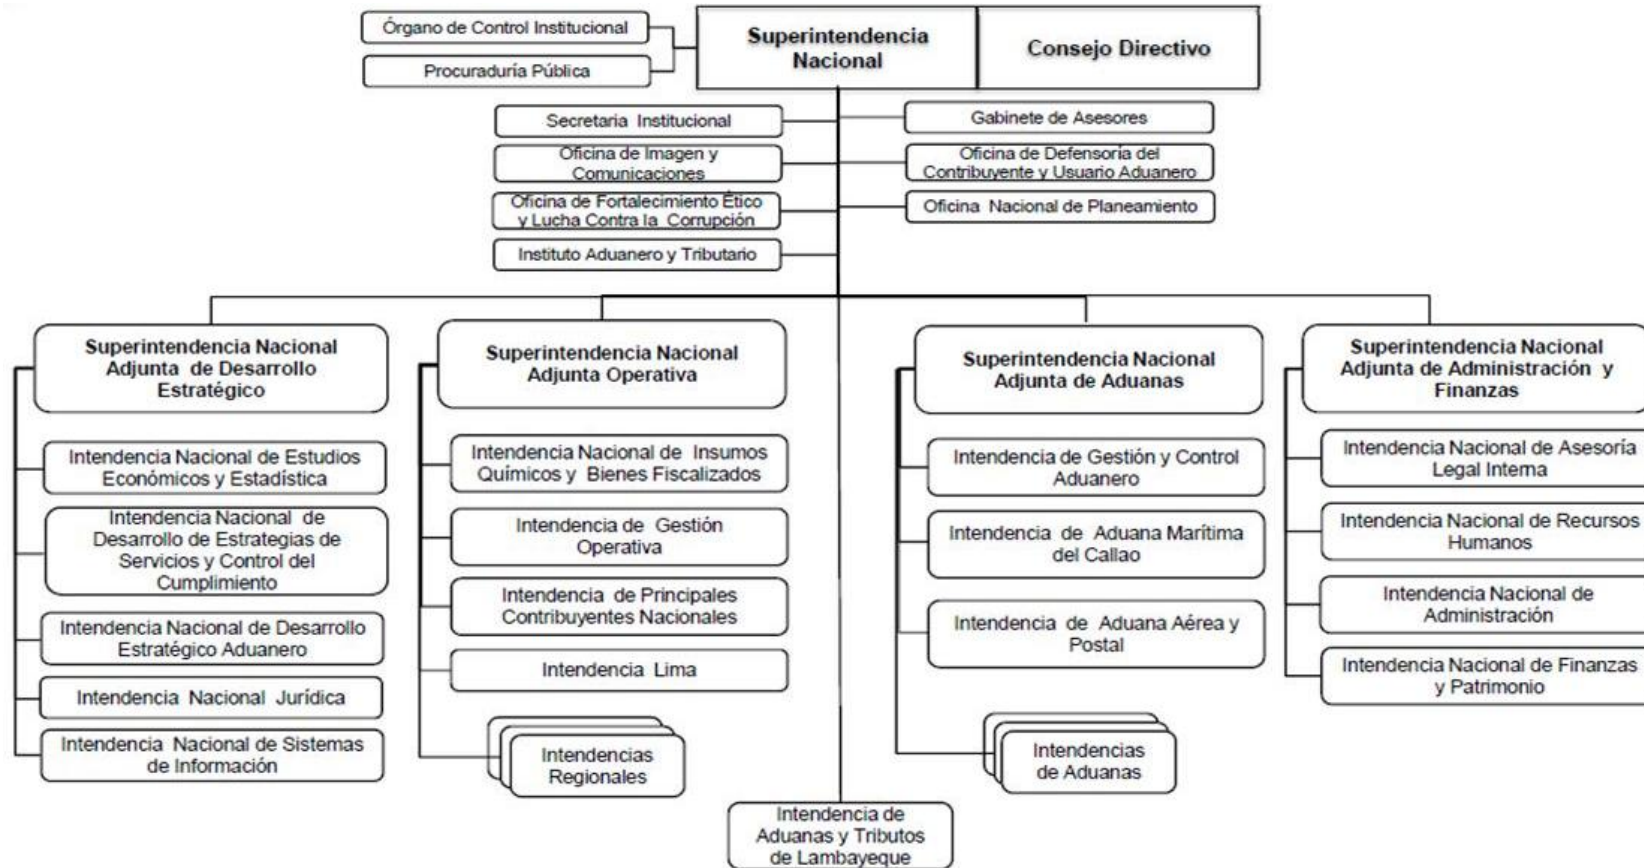 Órgano de Control Institucional
Procuraduría Pública
Superintendencia
Nacional
Consejo Directivo
Secretaria Institucional
Gabinete de Asesores
Oficina de Imagen y
Comunicaciones
Oficina de Defensoría del
Contribuyente y Usuario Aduanero
Oficina de Fortalecimiento Ético
y Lucha Contra la Corrupción
Oficina Nacional de Planeamiento
Instituto Aduanero y Tributario
Superintendencia Nacional
Adjunta de Desarrollo
Estratégico
Intendencia Nacional de Estudios
Económicos y Estadística
Intendencia Nacional de
Desarrollo de Estrategias de
Servicios y Control del
Cumplimiento
Intendencia Nacional de Desarrollo
Estratégico Aduanero
Intendencia Nacional Jurídica
Intendencia Nacional de Sistemas
de Información
Superintendencia Nacional
Adjunta Operativa
Intendencia Nacional de Insumos
Químicos y Bienes Fiscalizados
Intendencia de Gestión
Operativa
Intendencia de Principales
Contribuyentes Nacionales
Intendencia Lima
Intendencias
Regionales
Intendencia de
Aduanas y Tributos
de Lambayeque
Superintendencia Nacional
Adjunta de Aduanas
Intendencia de Gestión y Control
Aduanero
Intendencia de Aduana Marítima
del Callao
Intendencia de Aduana Aérea y
Postal
Intendencias
de Aduanas
Superintendencia Nacional
Adjunta de Administración y
Finanzas
Intendencia Nacional de Asesoría
Legal Interna
Intendencia Nacional de Recursos
Humanos
Intendencia Nacional de
Administración
Intendencia Nacional de Finanzas
y Patrimonio